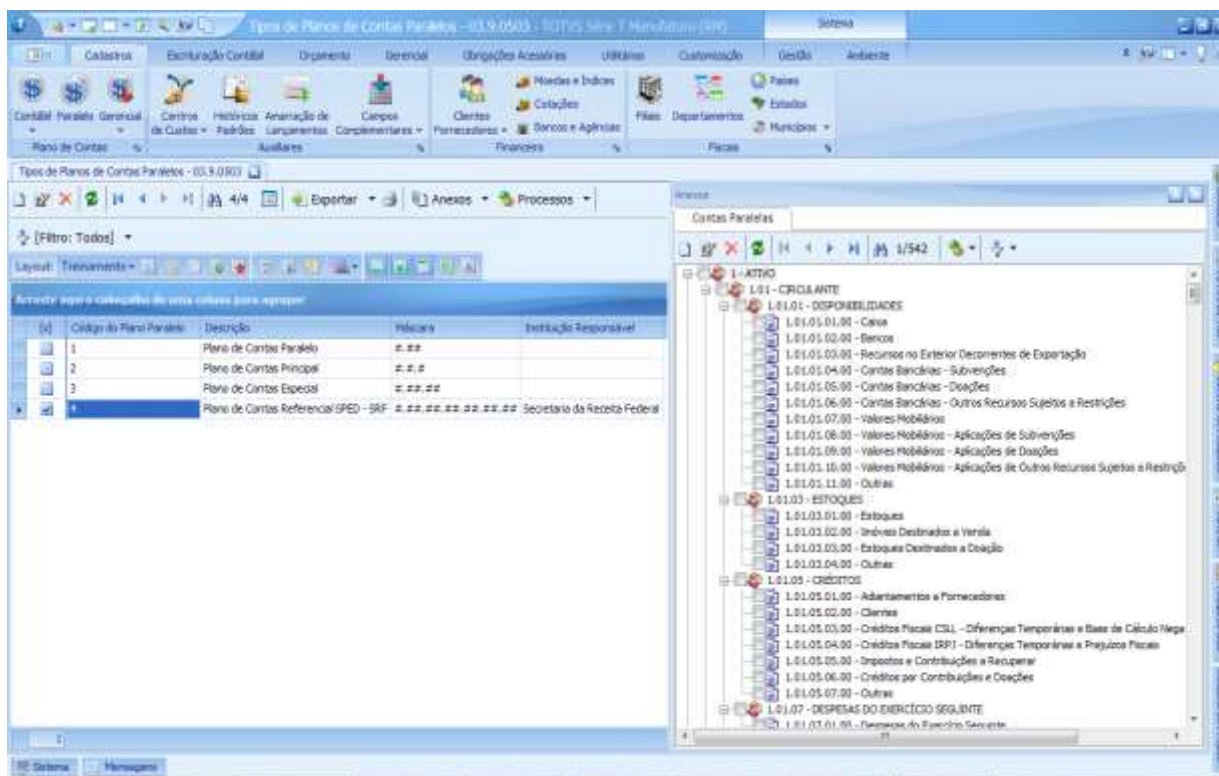 Tipos de Planos de Contas Paralelos - 03.9.0303 - TOTVS Série T Manufatura (RM)
Sistema
Cadastros Escrituração Contábil Orçamento Gerencial Obrigações Acessórias Utilitários Customização Gestão Ambiente
Contábil Paralelo Gerencial
Plano de Contas
Centros de Custos
Históricos Padrões
Amarração de Lançamentos
Campos Complementares
Auxiliares
Clientes Fornecedores
Moedas e Índices
Cotações
Bancos e Agências
Financeiro
Filiais
Departamentos
Países
Estados
Municípios
Fiscais
Tipos de Planos de Contas Paralelos - 03.9.0303
4/4 Exportar Anexos Processos
[Filtro: Todos]
Layout: Treinamento
Arraste aqui o cabeçalho de uma coluna para agrupar
[x] Código do Plano Paralelo Descrição Máscara Instituição Responsável
1 Plano de Contas Paralelo #.##
2 Plano de Contas Principal #.#.#
3 Plano de Contas Especial #.##.##
4 Plano de Contas Referencial SPED - SRF #.##.##.##.##.##.## Secretaria da Receita Federal
Anexos
Contas Paralelas
1/542
1 - ATIVO
1.01 - CIRCULANTE
1.01.01 - DISPONIBILIDADES
1.01.01.01.00 - Caixa
1.01.01.02.00 - Bancos
1.01.01.03.00 - Recursos no Exterior Decorrentes de Exportação
1.01.01.04.00 - Contas Bancárias - Subvenções
1.01.01.05.00 - Contas Bancárias - Doações
1.01.01.06.00 - Contas Bancárias - Outros Recursos Sujeitos a Restrições
1.01.01.07.00 - Valores Mobiliários
1.01.01.08.00 - Valores Mobiliários - Aplicações de Subvenções
1.01.01.09.00 - Valores Mobiliários - Aplicações de Doações
1.01.01.10.00 - Valores Mobiliários - Aplicações de Outros Recursos Sujeitos a Restriçõ
1.01.01.11.00 - Outras
1.01.03 - ESTOQUES
1.01.03.01.00 - Estoques
1.01.03.02.00 - Imóveis Destinados a Venda
1.01.03.03.00 - Estoques Destinados a Doação
1.01.03.04.00 - Outras
1.01.05 - CRÉDITOS
1.01.05.01.00 - Adiantamentos a Fornecedores
1.01.05.02.00 - Clientes
1.01.05.03.00 - Créditos Fiscais CSLL - Diferenças Temporárias e Base de Cálculo Nega
1.01.05.04.00 - Créditos Fiscais IRPJ - Diferenças Temporárias e Prejuízos Fiscais
1.01.05.05.00 - Impostos e Contribuições a Recuperar
1.01.05.06.00 - Créditos por Contribuições e Doações
1.01.05.07.00 - Outras
1.01.07 - DESPESAS DO EXERCÍCIO SEGUINTE
1.01.07.01.00 - Despesas do Exercício Seguinte
Sistema Mensagens